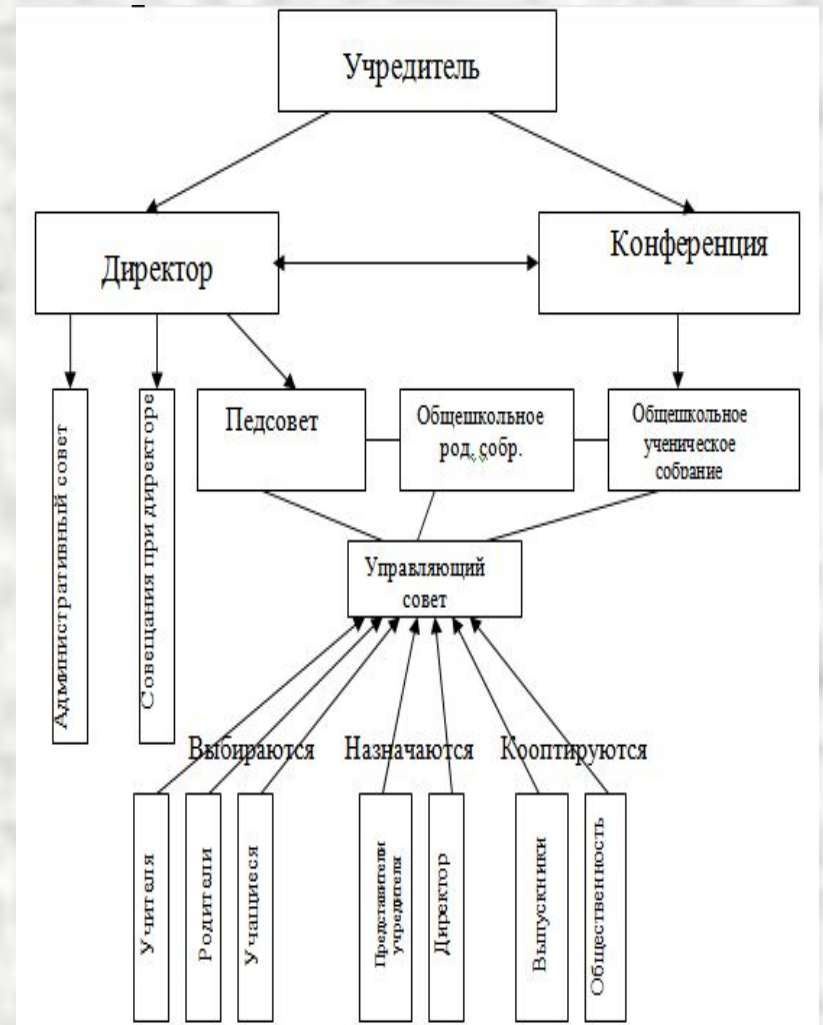 Учредитель
Директор
Конференция
Административный совет
Совещания при директоре
Педсовет
Общешкольное
род. собр.
Общешкольное
ученическое
собрание
Управляющий
совет
Выбираются
Назначаются
Кооптируются
Учителя
Родители
Учащиеся
Представители
учредителя
Директор
Выпускники
Общественность